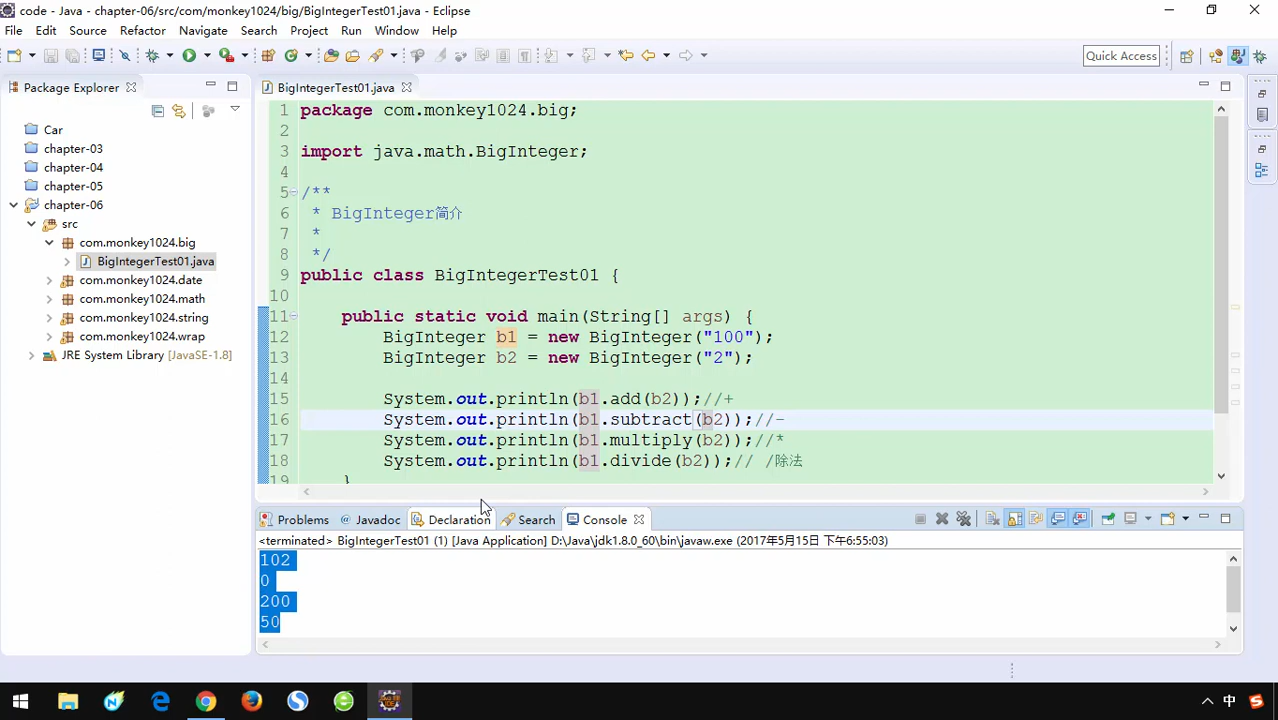 code - Java - chapter-06/src/com/monkey1024/big/BigIntegerTest01.java - Eclipse
File Edit Source Refactor Navigate Search Project Run Window Help
Quick Access
Package Explorer
BigIntegerTest01.java
Car
chapter-03
chapter-04
chapter-05
chapter-06
src
com.monkey1024.big
BigIntegerTest01.java
com.monkey1024.date
com.monkey1024.math
com.monkey1024.string
com.monkey1024.wrap
JRE System Library [JavaSE-1.8]
1 package com.monkey1024.big;
2
3 import java.math.BigInteger;
4
5 /**
6 * BigInteger简介
7 *
8 */
9 public class BigIntegerTest01 {
10
11 public static void main(String[] args) {
12 BigInteger b1 = new BigInteger("100");
13 BigInteger b2 = new BigInteger("2");
14
15 System.out.println(b1.add(b2));//+
16 System.out.println(b1.subtract(b2));//-
17 System.out.println(b1.multiply(b2));//*
18 System.out.println(b1.divide(b2));// /除法
19 }
Problems Javadoc Declaration Search Console
<terminated> BigIntegerTest01 (1) [Java Application] D:\Java\jdk1.8.0_60\bin\javaw.exe (2017年5月15日 下午6:55:03)
102
0
200
50
中